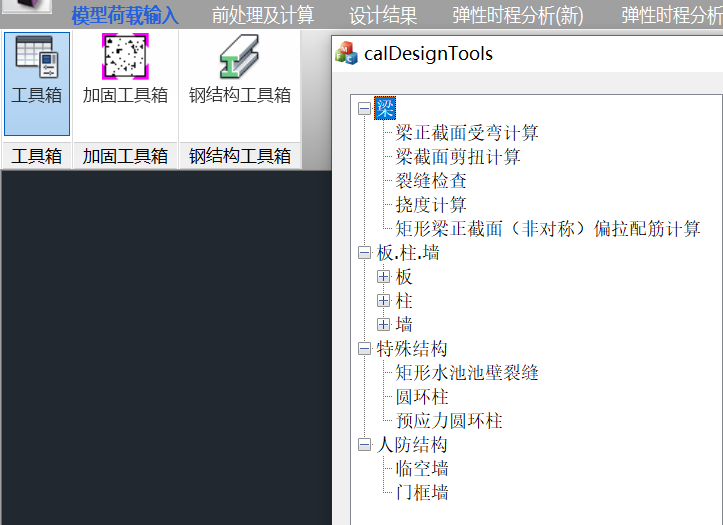 模型荷载输入 前处理及计算 设计结果 弹性时程分析(新) 弹性时程分析
工具箱 加固工具箱 钢结构工具箱
工具箱 加固工具箱 钢结构工具箱
calDesignTools
梁
梁正截面受弯计算
梁截面剪扭计算
裂缝检查
挠度计算
矩形梁正截面（非对称）偏拉配筋计算
板.柱.墙
板
柱
墙
特殊结构
矩形水池池壁裂缝
圆环柱
预应力圆环柱
人防结构
临空墙
门框墙